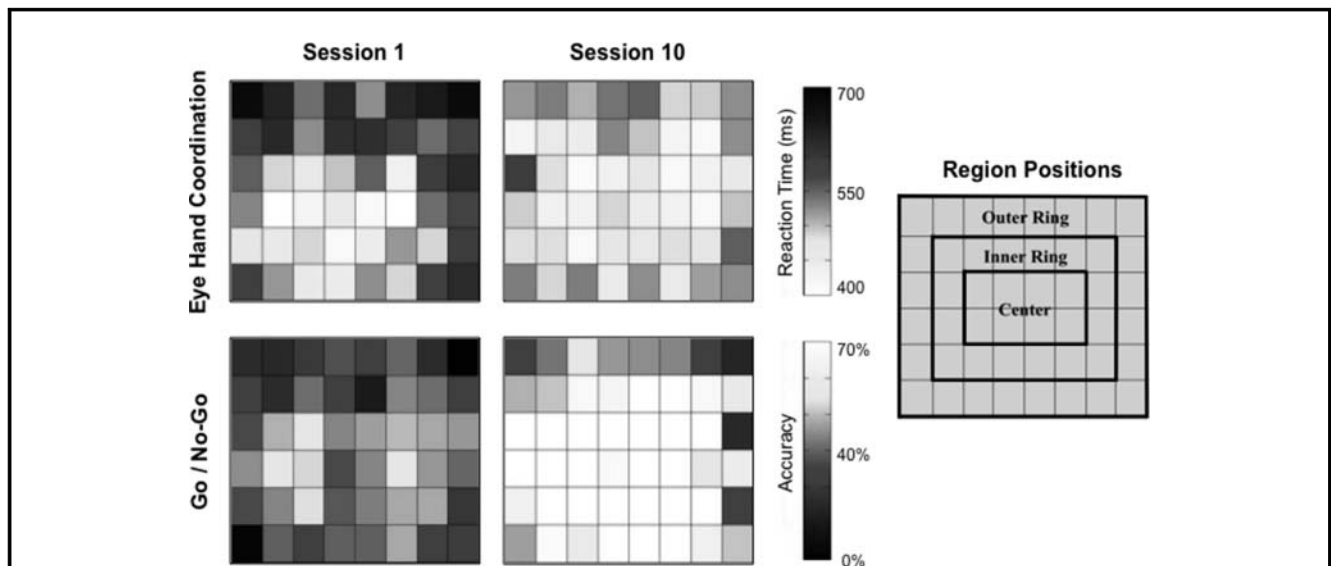 Session 1
Session 10
Eye Hand Coordination
Go / No-Go
Reaction Time (ms)
700
550
400
Accuracy
70%
40%
0%
Region Positions
Outer Ring
Inner Ring
Center